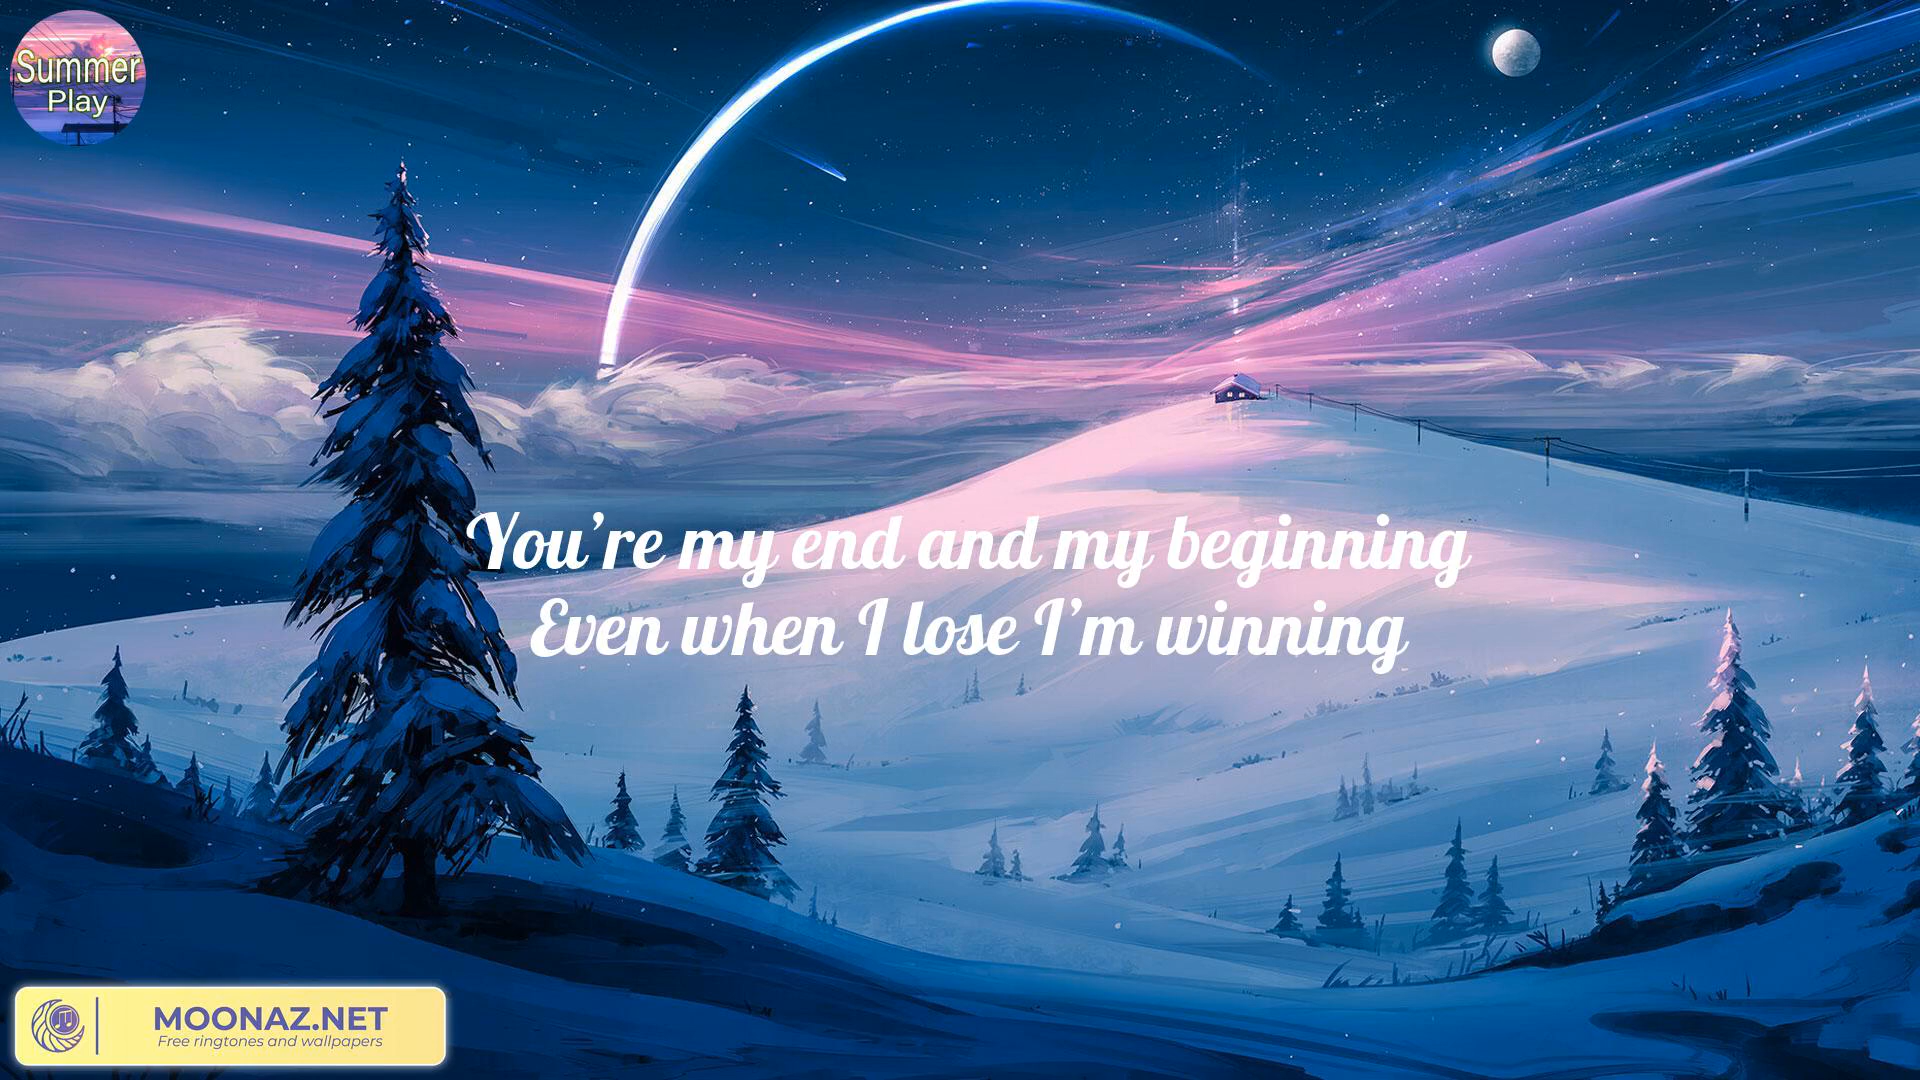 Summer
Play
You're my end and my beginning
Even when I lose I'm winning
MOONAZ.NET
Free ringtones and wallpapers